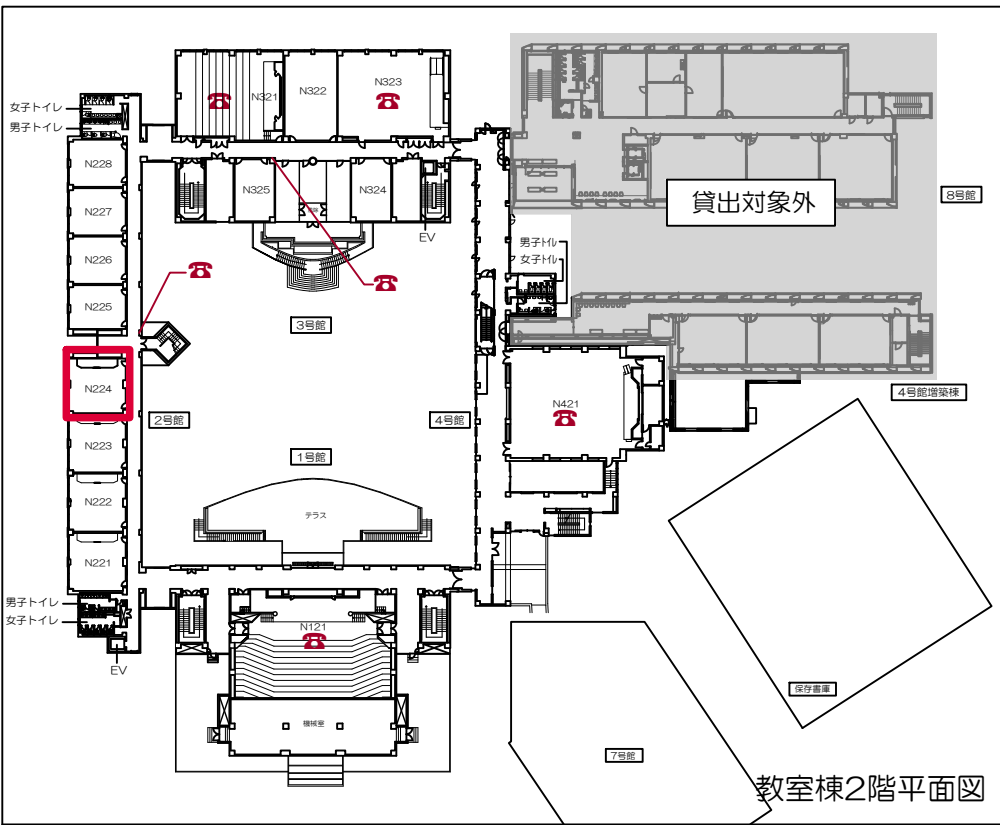 N321
N322
N323
女子トイレ
男子トイレ
N228
N227
N226
N225
N325
N324
EV
貸出対象外
8号館
男子トイレ
女子トイレ
3号館
N224
2号館
4号館
N421
4号館増築棟
N223
1号館
N222
テラス
N221
男子トイレ
女子トイレ
EV
N121
機械室
保存書庫
7号館
教室棟2階平面図